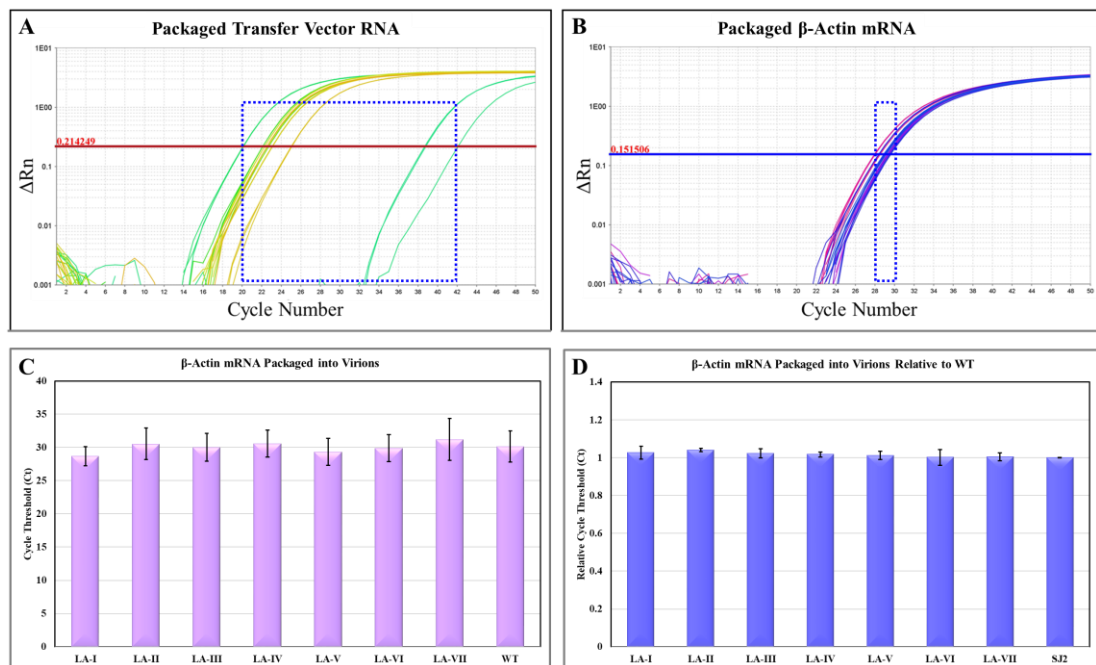 A
Packaged Transfer Vector RNA
1E01
1E00
0.214249
0.1
0.01
0.001
ΔRn
2 4 6 8 10 12 14 16 18 20 22 24 26 28 30 32 34 36 38 40 42 44 46 48 50
Cycle Number
B
Packaged β-Actin mRNA
1E01
1E00
0.151506
0.1
0.01
0.001
ΔRn
2 4 6 8 10 12 14 16 18 20 22 24 26 28 30 32 34 36 38 40 42 44 46 48 50
Cycle Number
C
β-Actin mRNA Packaged into Virions
40
35
30
25
20
15
10
5
0
Cycle Threshold (Ct)
LA-I LA-II LA-III LA-IV LA-V LA-VI LA-VII WT
D
β-Actin mRNA Packaged into Virions Relative to WT
1.4
1.2
1
0.8
0.6
0.4
0.2
0
Relative Cycle Threshold (Ct)
LA-I LA-II LA-III LA-IV LA-V LA-VI LA-VII SJ2